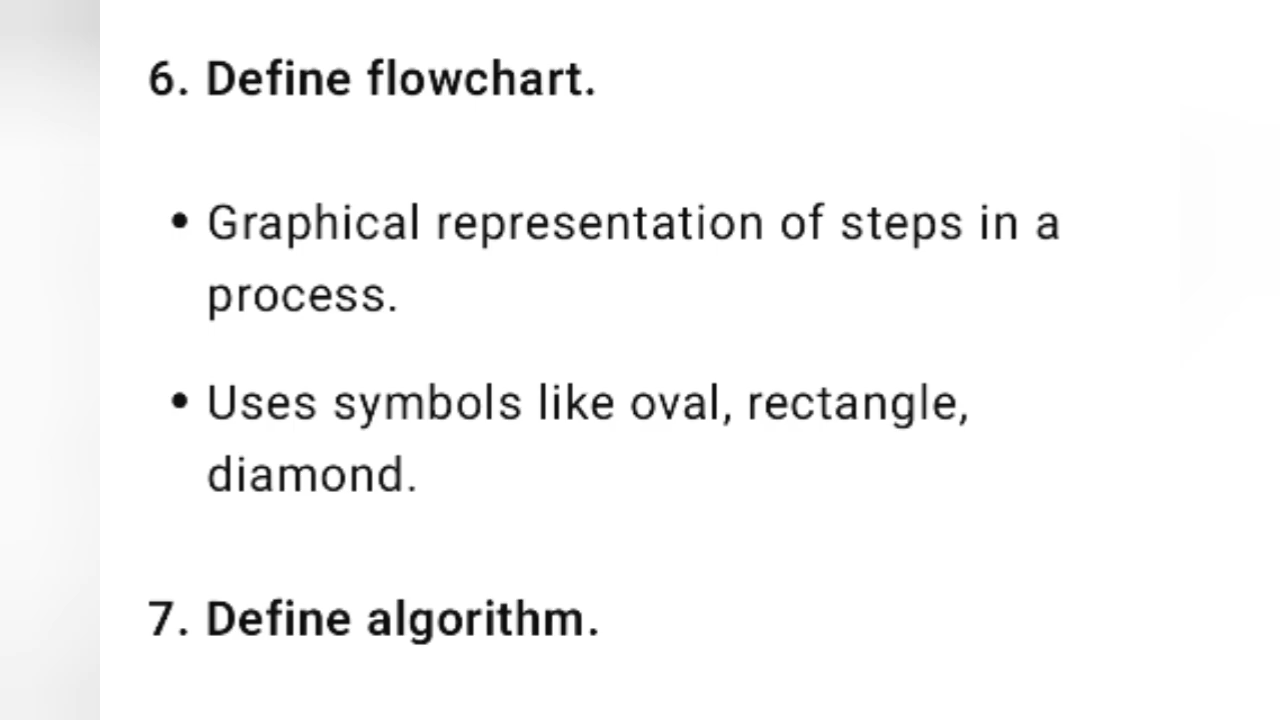 6. Define flowchart.
• Graphical representation of steps in a
process.
• Uses symbols like oval, rectangle,
diamond.
7. Define algorithm.